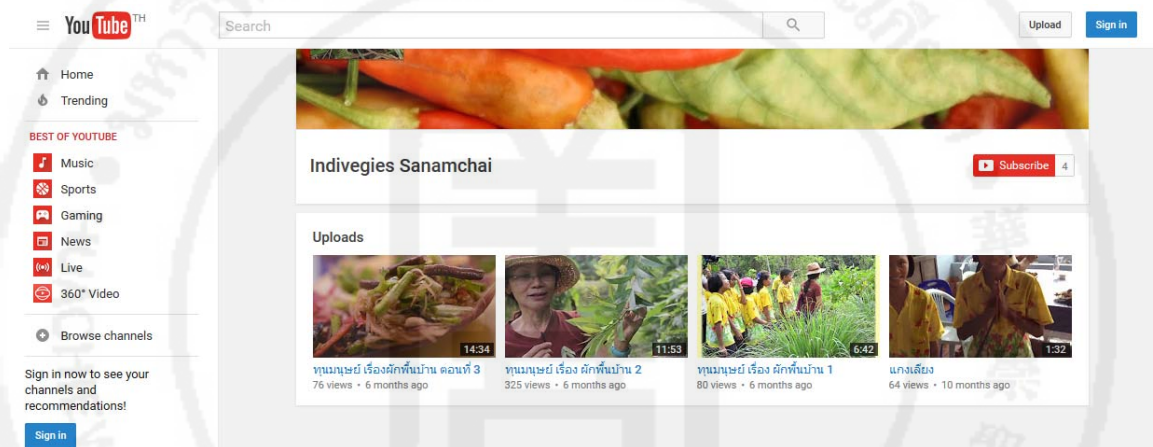 YouTube TH
Search
Upload
Sign in
Home
Trending
BEST OF YOUTUBE
Music
Sports
Gaming
News
Live
360° Video
Browse channels
Sign in now to see your
channels and
recommendations!
Sign in
Indivegies Sanamchai
Subscribe 4
Uploads
14:34
ทุนมนุษย์ เรื่องผักพื้นบ้าน ตอนที่ 3
76 views • 6 months ago
11:53
ทุนมนุษย์ เรื่อง ผักพื้นบ้าน 2
325 views • 6 months ago
6:42
ทุนมนุษย์ เรื่อง ผักพื้นบ้าน 1
80 views • 6 months ago
1:32
แกงเลียง
64 views • 10 months ago